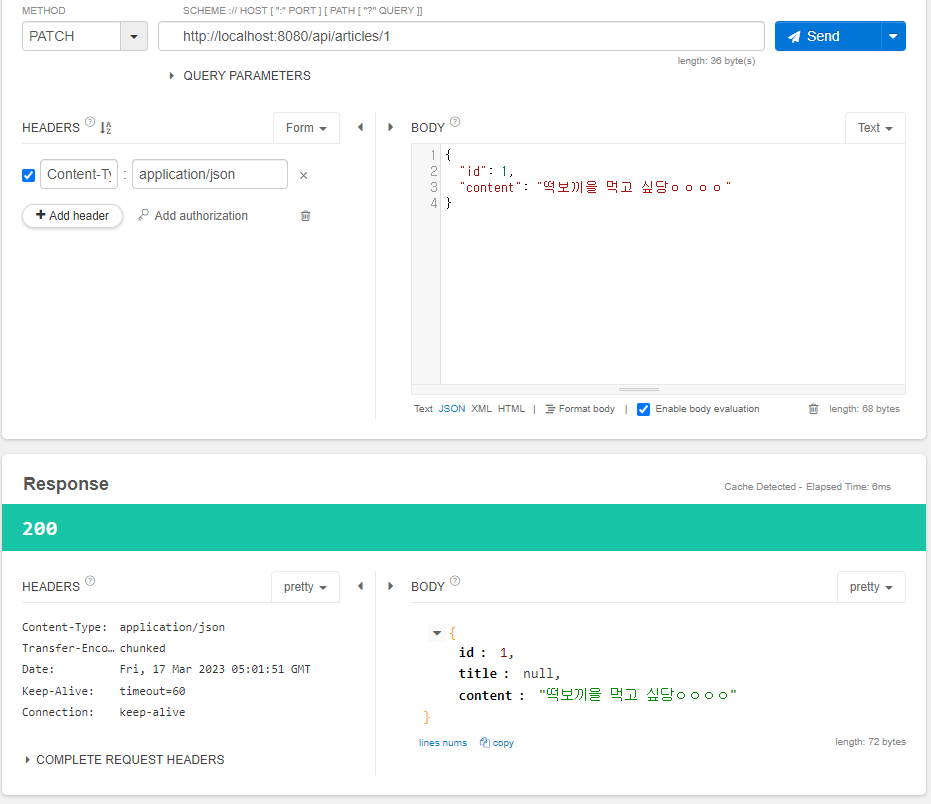 METHOD
SCHEME :// HOST [ ":" PORT ] [ PATH [ "?" QUERY ]]
PATCH
http://localhost:8080/api/articles/1
Send
length: 36 byte(s)
QUERY PARAMETERS
HEADERS ?
Form
BODY ?
Text
Content-Ty
:
application/json
×
Add header
Add authorization
1 {
2 "id": 1,
3 "content": "떡보끼을 먹고 싶당ㅇㅇㅇㅇ"
4 }
Text JSON XML HTML | Format body | Enable body evaluation
length: 68 bytes
Response
Cache Detected - Elapsed Time: 6ms
200
HEADERS ?
pretty
BODY ?
pretty
Content-Type: application/json
Transfer-Enco… chunked
Date: Fri, 17 Mar 2023 05:01:51 GMT
Keep-Alive: timeout=60
Connection: keep-alive
COMPLETE REQUEST HEADERS
{
id : 1,
title : null,
content : "떡보끼을 먹고 싶당ㅇㅇㅇㅇ"
}
lines nums copy
length: 72 bytes